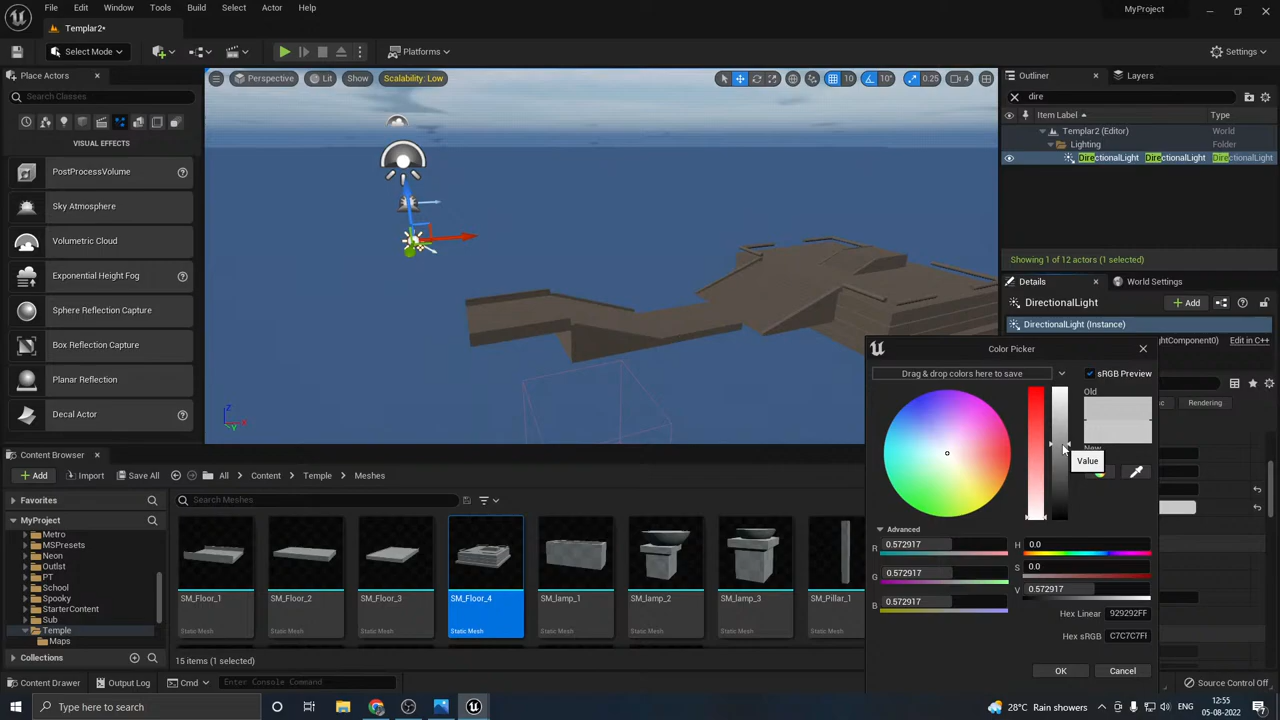 File Edit Window Tools Build Select Actor Help
MyProject
Templar2*
Select Mode
Platforms
Settings
Place Actors
Search Classes
VISUAL EFFECTS
PostProcessVolume
Sky Atmosphere
Volumetric Cloud
Exponential Height Fog
Sphere Reflection Capture
Box Reflection Capture
Planar Reflection
Decal Actor
Perspective Lit Show Scalability: Low
10 10° 0.25 4
Z
X
Y
Outliner Layers
dire
Item Label Type
Templar2 (Editor) World
Lighting Folder
DirectionalLight DirectionalLight DirectionalLight
Showing 1 of 12 actors (1 selected)
Details World Settings
DirectionalLight Add
DirectionalLight (Instance)
Edit in C++
Rendering
Color Picker
Drag & drop colors here to save
sRGB Preview
Old
New
Value
Advanced
R 0.572917
G 0.572917
B 0.572917
H 0.0
S 0.0
V 0.572917
Hex Linear 929292FF
Hex sRGB
OK Cancel
Content Browser
Add Import Save All All Content Temple Meshes
Favorites
MyProject
Metro
MSPresets
Neon
Outlst
PT
School
Spooky
StarterContent
Sub
Temple
Maps
Collections
Search Meshes
SM_Floor_1
Static Mesh
SM_Floor_2
Static Mesh
SM_Floor_3
Static Mesh
SM_Floor_4
Static Mesh
SM_lamp_1
Static Mesh
SM_lamp_2
Static Mesh
SM_lamp_3
Static Mesh
SM_Pillar_1
Static Mesh
15 items (1 selected)
Content Drawer Output Log Cmd Enter Console Command
Source Control Off
Type here to search
28°C Rain showers
12:55
05-08-2022